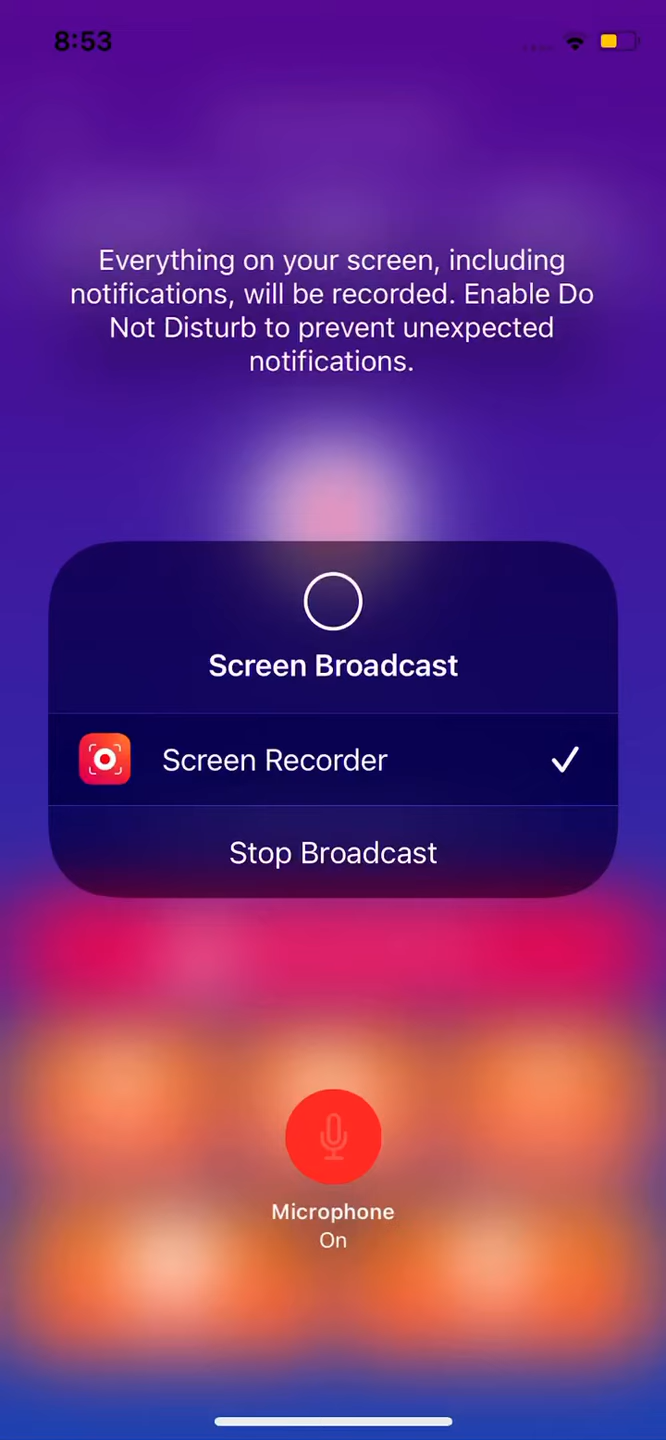 8:53
Everything on your screen, including
notifications, will be recorded. Enable Do
Not Disturb to prevent unexpected
notifications.
Screen Broadcast
Screen Recorder
Stop Broadcast
Microphone
On